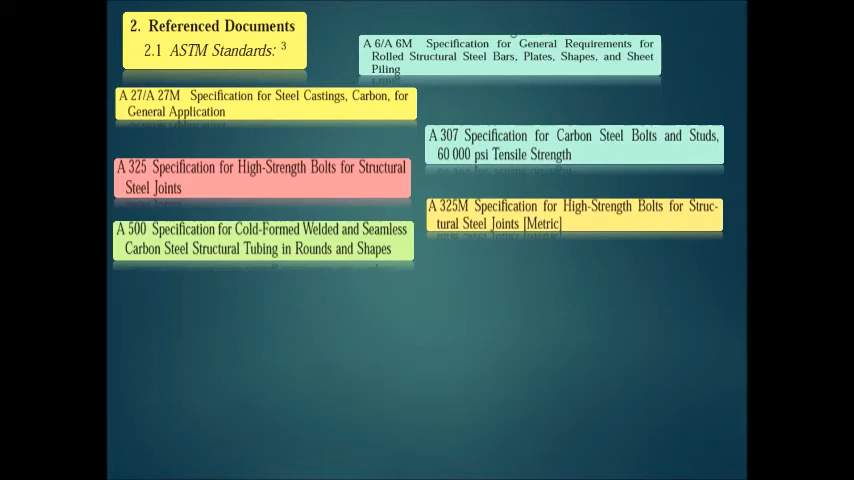 2. Referenced Documents
2.1 ASTM Standards: 3
A 6/A 6M Specification for General Requirements for
Rolled Structural Steel Bars, Plates, Shapes, and Sheet
Piling
A 27/A 27M Specification for Steel Castings, Carbon, for
General Application
A 307 Specification for Carbon Steel Bolts and Studs,
60 000 psi Tensile Strength
A 325 Specification for High-Strength Bolts for Structural
Steel Joints
A 325M Specification for High-Strength Bolts for Struc-
tural Steel Joints [Metric]
A 500 Specification for Cold-Formed Welded and Seamless
Carbon Steel Structural Tubing in Rounds and Shapes